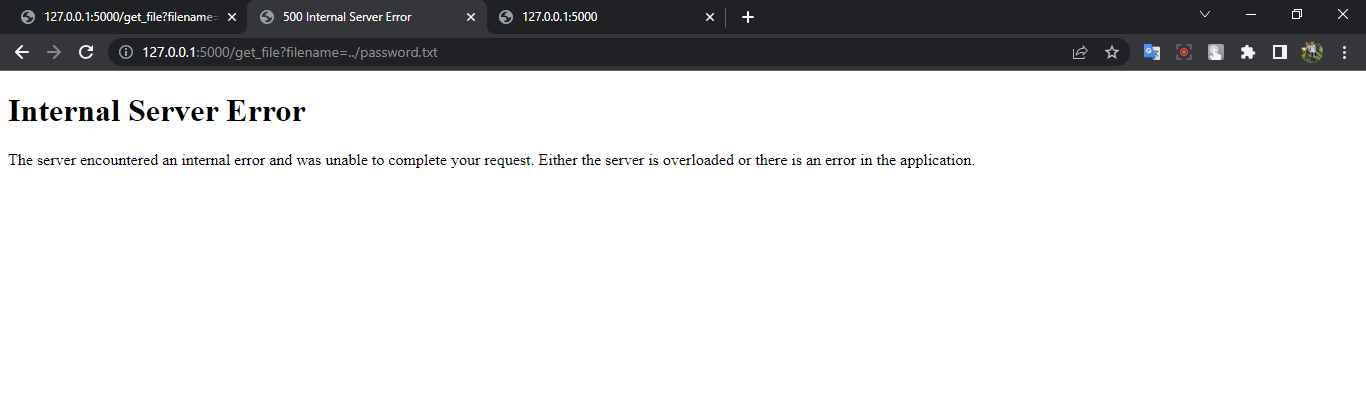 127.0.0.1:5000/get_file?filename=
500 Internal Server Error
127.0.0.1:5000
127.0.0.1:5000/get_file?filename=../password.txt
Internal Server Error
The server encountered an internal error and was unable to complete your request. Either the server is overloaded or there is an error in the application.